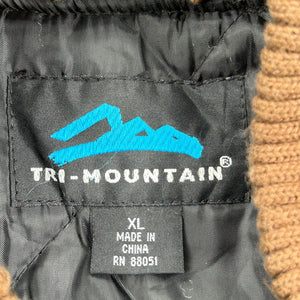 TRI-MOUNTAIN®
XL
MADE IN
CHINA
RN 88051